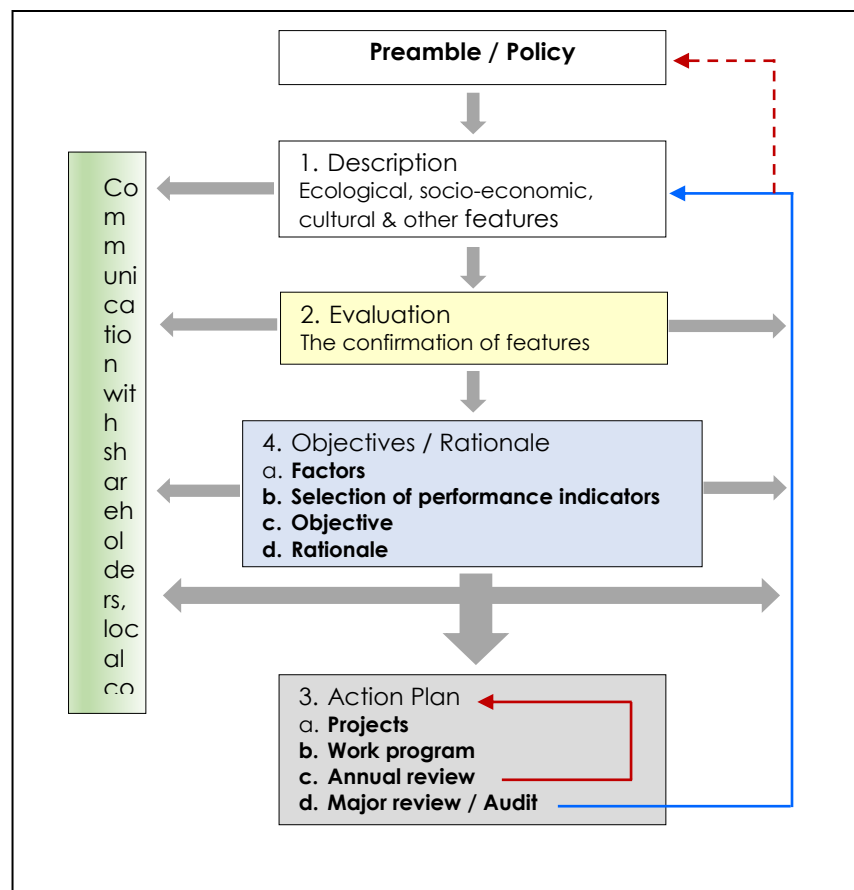 Preamble / Policy
1. Description
Ecological, socio-economic,
cultural & other features
2. Evaluation
The confirmation of features
4. Objectives / Rationale
a. Factors
b. Selection of performance indicators
c. Objective
d. Rationale
3. Action Plan
a. Projects
b. Work program
c. Annual review
d. Major review / Audit
Co
m
m
uni
ca
tio
n
wit
h
sh
ar
eh
ol
de
rs,
loc
al
co